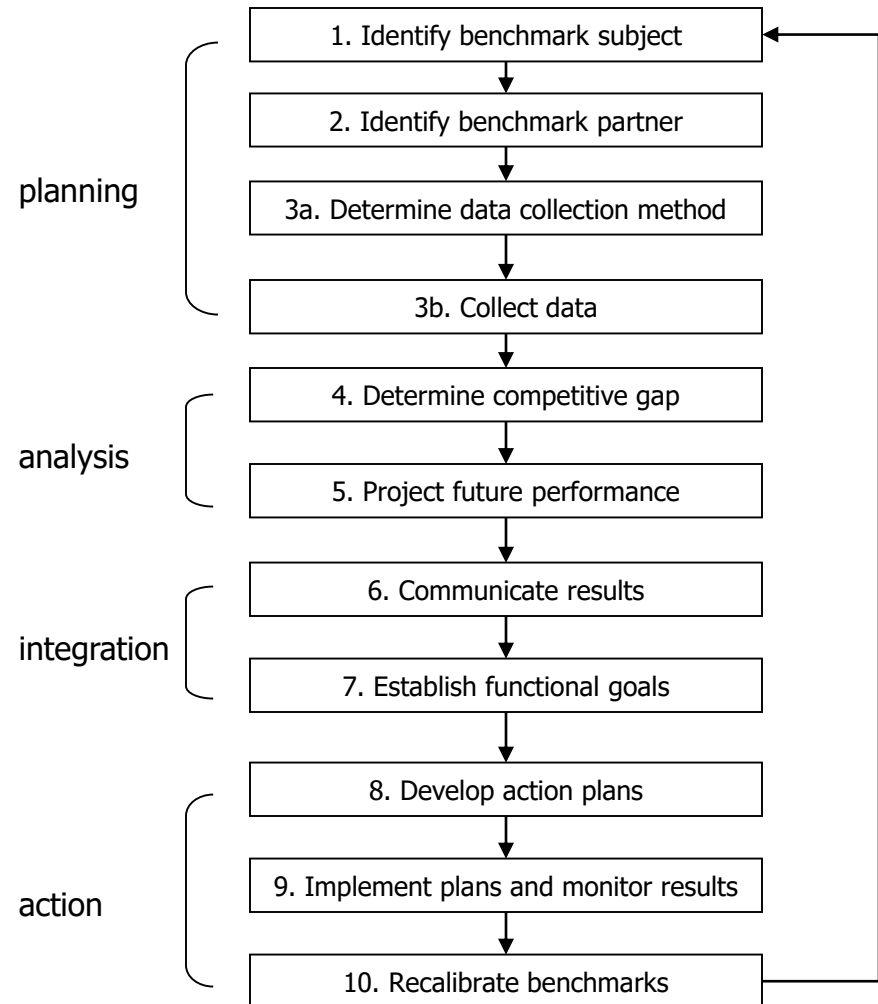 1. Identify benchmark subject
2. Identify benchmark partner
planning
3a. Determine data collection method
3b. Collect data
4. Determine competitive gap
analysis
5. Project future performance
6. Communicate results
integration
7. Establish functional goals
8. Develop action plans
9. Implement plans and monitor results
action
10. Recalibrate benchmarks